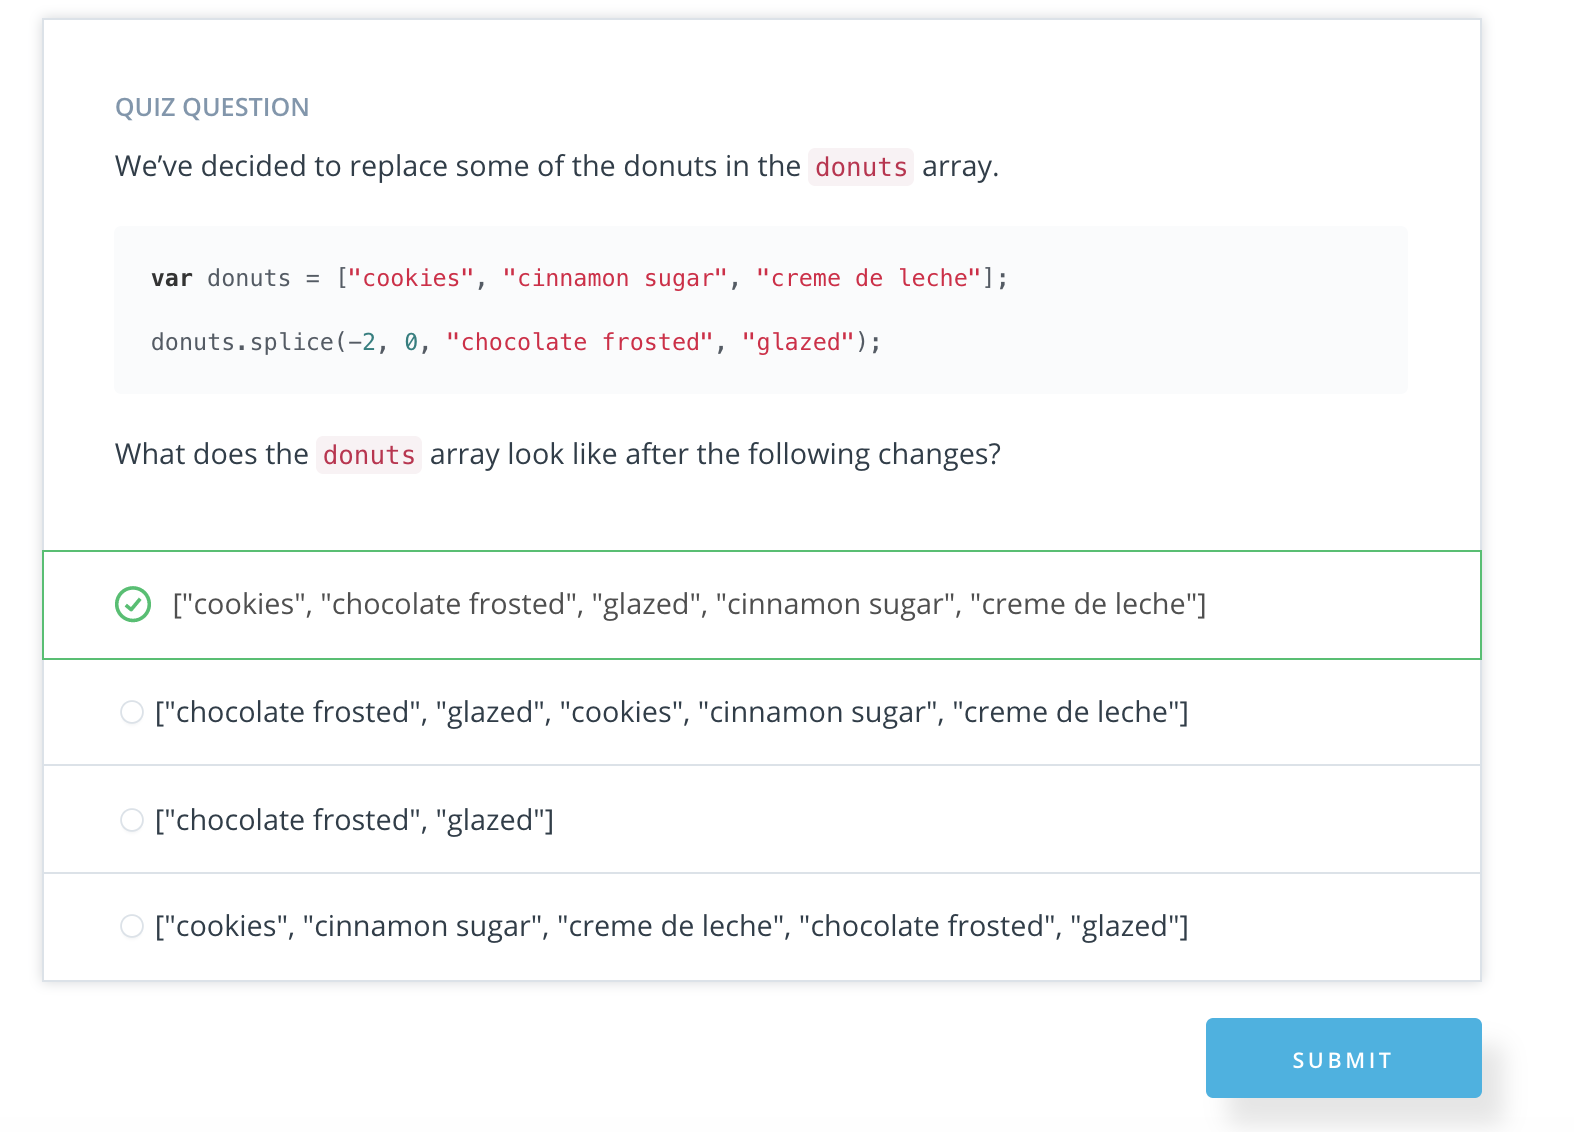 QUIZ QUESTION
We’ve decided to replace some of the donuts in the donuts array.
var donuts = ["cookies", "cinnamon sugar", "creme de leche"];
donuts.splice(-2, 0, "chocolate frosted", "glazed");
What does the donuts array look like after the following changes?
["cookies", "chocolate frosted", "glazed", "cinnamon sugar", "creme de leche"]
["chocolate frosted", "glazed", "cookies", "cinnamon sugar", "creme de leche"]
["chocolate frosted", "glazed"]
["cookies", "cinnamon sugar", "creme de leche", "chocolate frosted", "glazed"]
SUBMIT